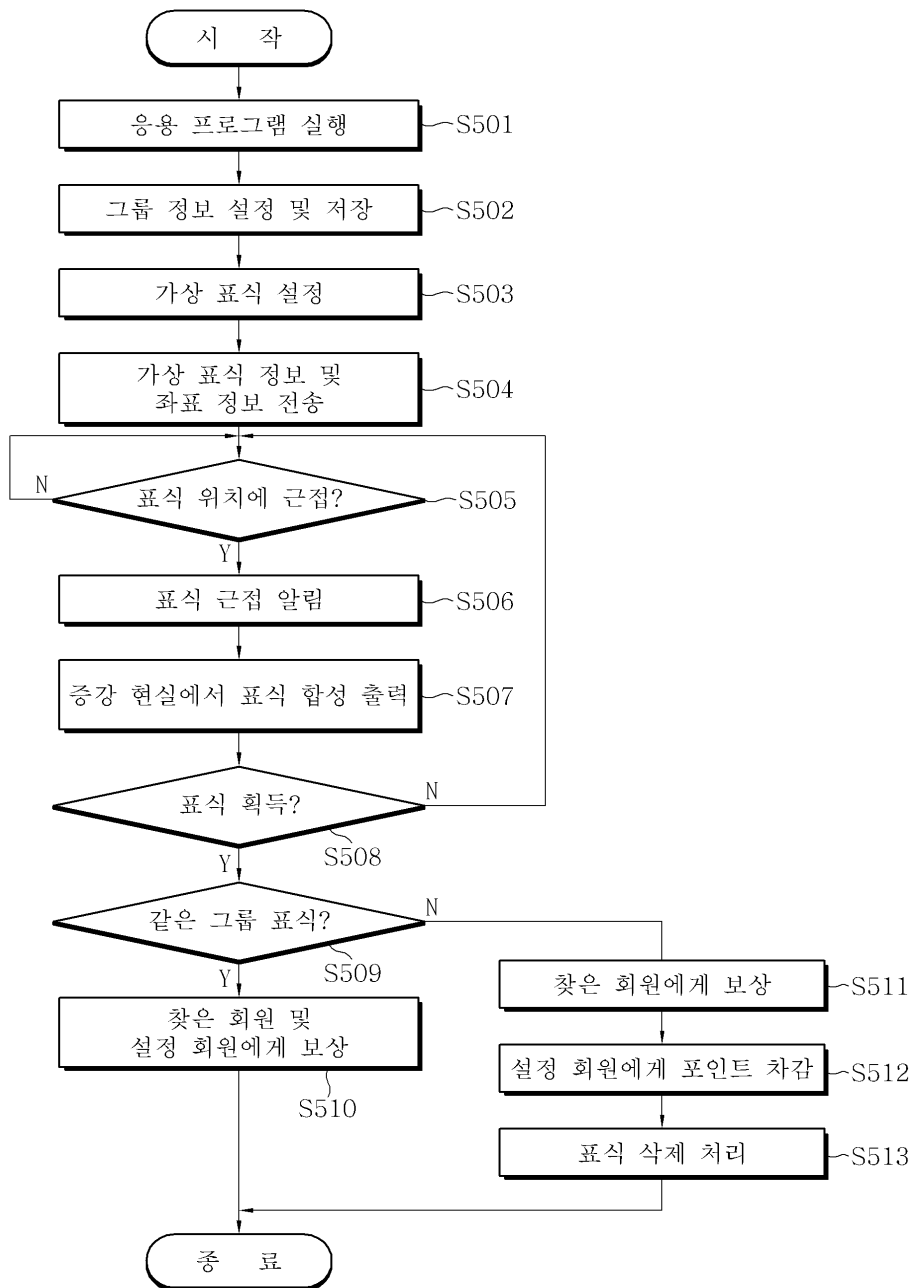 시 작
응용 프로그램 실행
S501
그룹 정보 설정 및 저장
S502
가상 표식 설정
S503
가상 표식 정보 및
좌표 정보 전송
S504
N
표식 위치에 근접?
S505
Y
표식 근접 알림
S506
증강 현실에서 표식 합성 출력
S507
표식 획득?
N
S508
Y
같은 그룹 표식?
N
S509
Y
찾은 회원 및
설정 회원에게 보상
S510
찾은 회원에게 보상
S511
설정 회원에게 포인트 차감
S512
표식 삭제 처리
S513
종 료